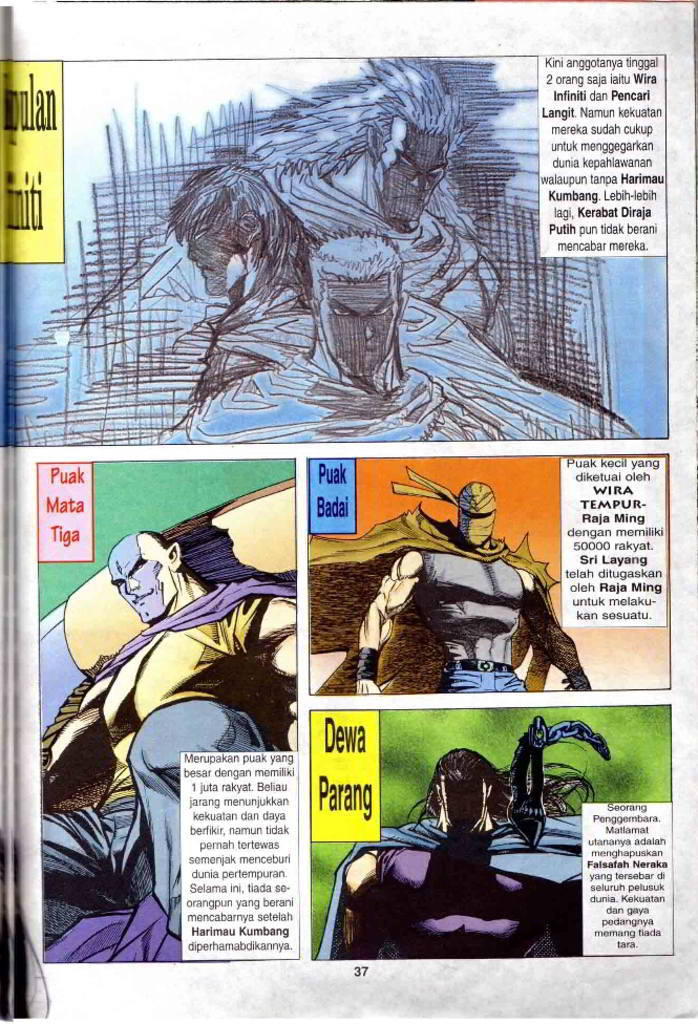 Kini anggotanya tinggal
2 orang saja iaitu Wira
Infiniti dan Pencari
Langit. Namun kekuatan
mereka sudah cukup
untuk menggegarkan
dunia kepahlawanan
walaupun tanpa Harimau
Kumbang. Lebih-lebih
lagi, Kerabat Diraja
Putih pun tidak berani
mencabar mereka.
Puak
Mata
Tiga
Merupakan puak yang
besar dengan memiliki
1 juta rakyat. Beliau
jarang menunjukkan
kekuatan dan daya
berfikir, namun tidak
pernah tertewas
semenjak menceburi
dunia pertempuran.
Selama ini, tiada se-
orangpun yang berani
mencabarnya setelah
Harimau Kumbang
diperhamabdikannya.
Puak
Badai
Puak kecil yang
diketuai oleh
WIRA
TEMPUR-
Raja Ming
dengan memiliki
50000 rakyat.
Sri Layang
telah ditugaskan
oleh Raja Ming
untuk melaku-
kan sesuatu.
Dewa
Parang
Seorang
Penggembara.
Matlamat
utananya adalah
menghapuskan
Falsafah Neraka
yang tersebar di
seluruh pelusuk
dunia. Kekuatan
dan gaya
pedangnya
memang tiada
tara.
37